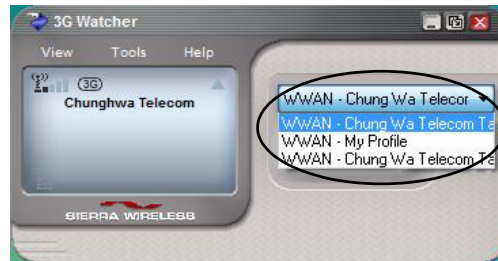 3G Watcher
View Tools Help
3G
Chunghwa Telecom
WWAN - Chung Wa Telecor
WWAN - Chung Wa Telecom Ta
WWAN - My Profile
WWAN - Chung Wa Telecom Ta
SIERRA WIRELESS